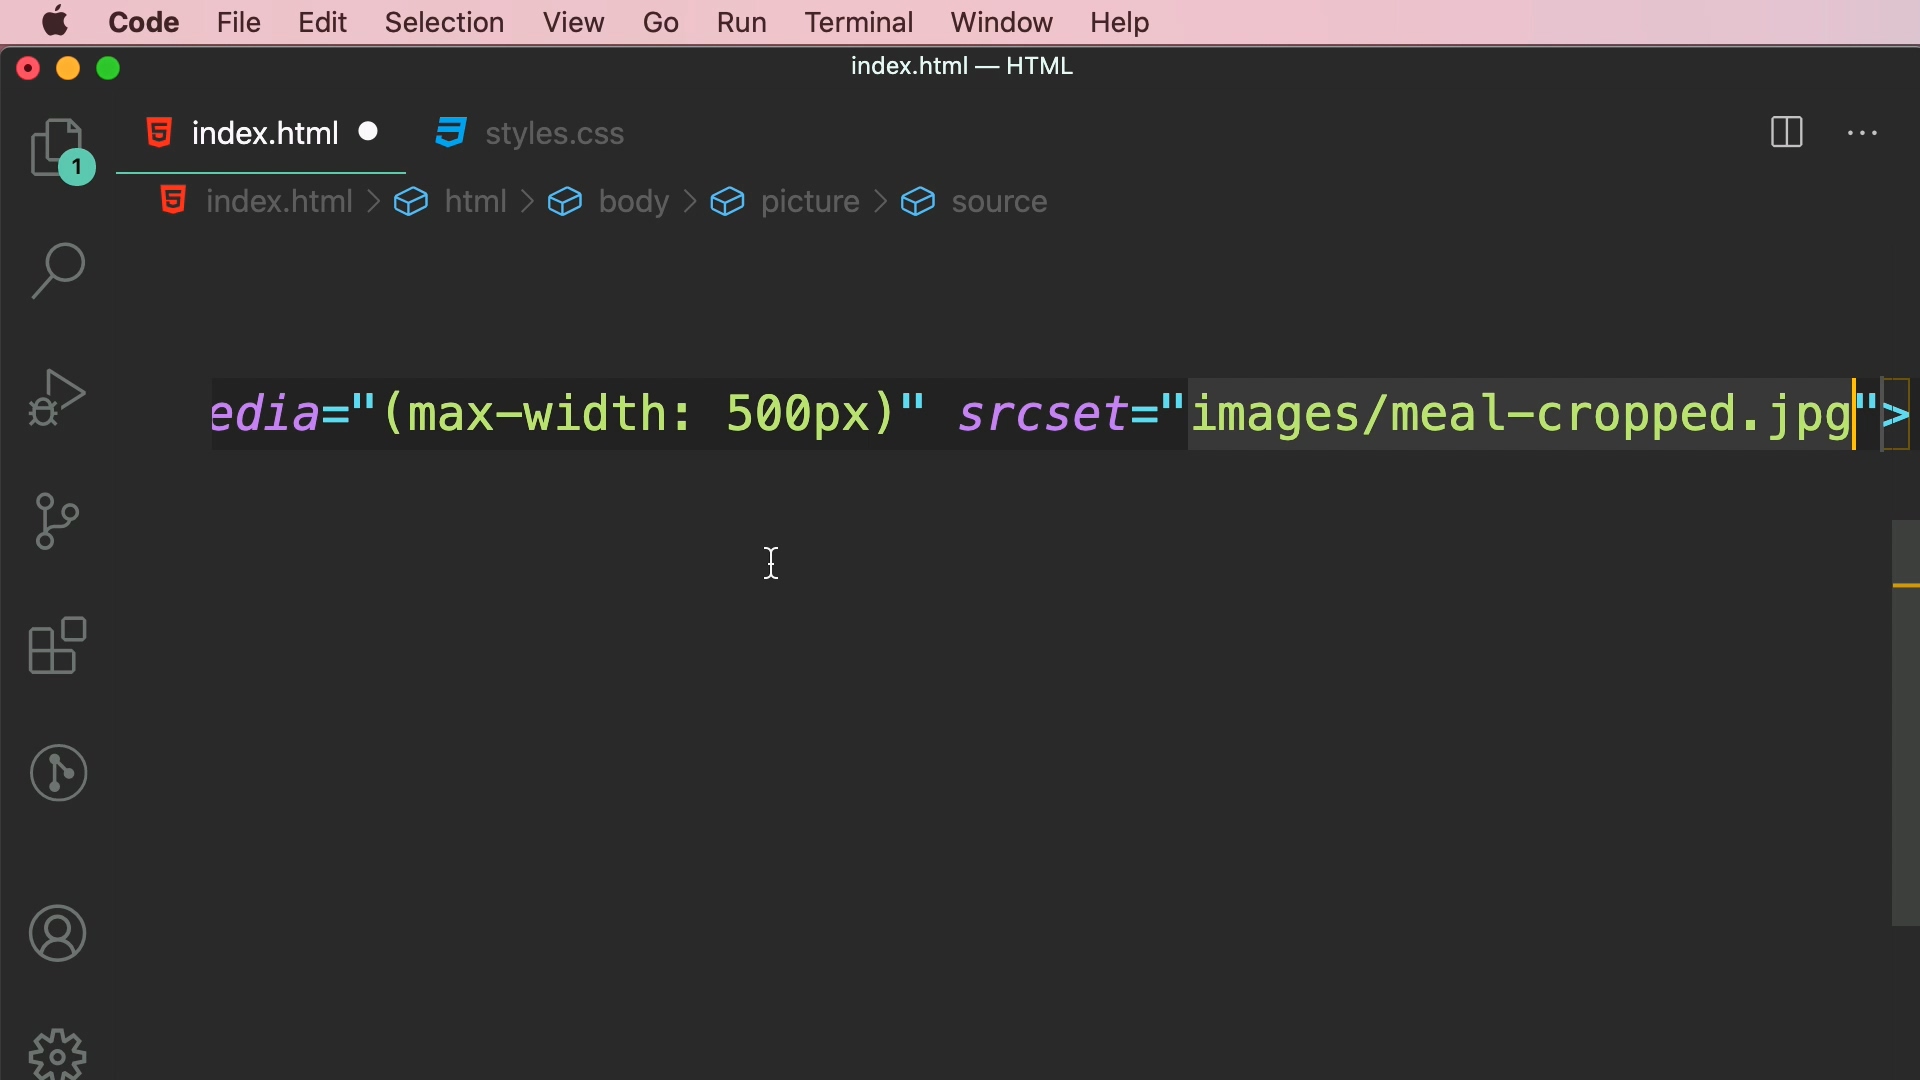 Code File Edit Selection View Go Run Terminal Window Help
index.html — HTML
index.html styles.css
1
index.html > html > body > picture > source
edia="(max-width: 500px)" srcset="images/meal-cropped.jpg">